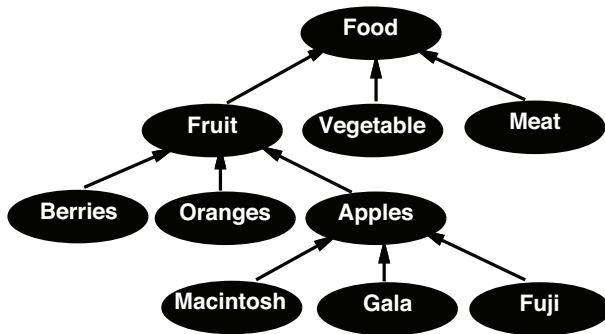 Food
Fruit
Vegetable
Meat
Berries
Oranges
Apples
Macintosh
Gala
Fuji